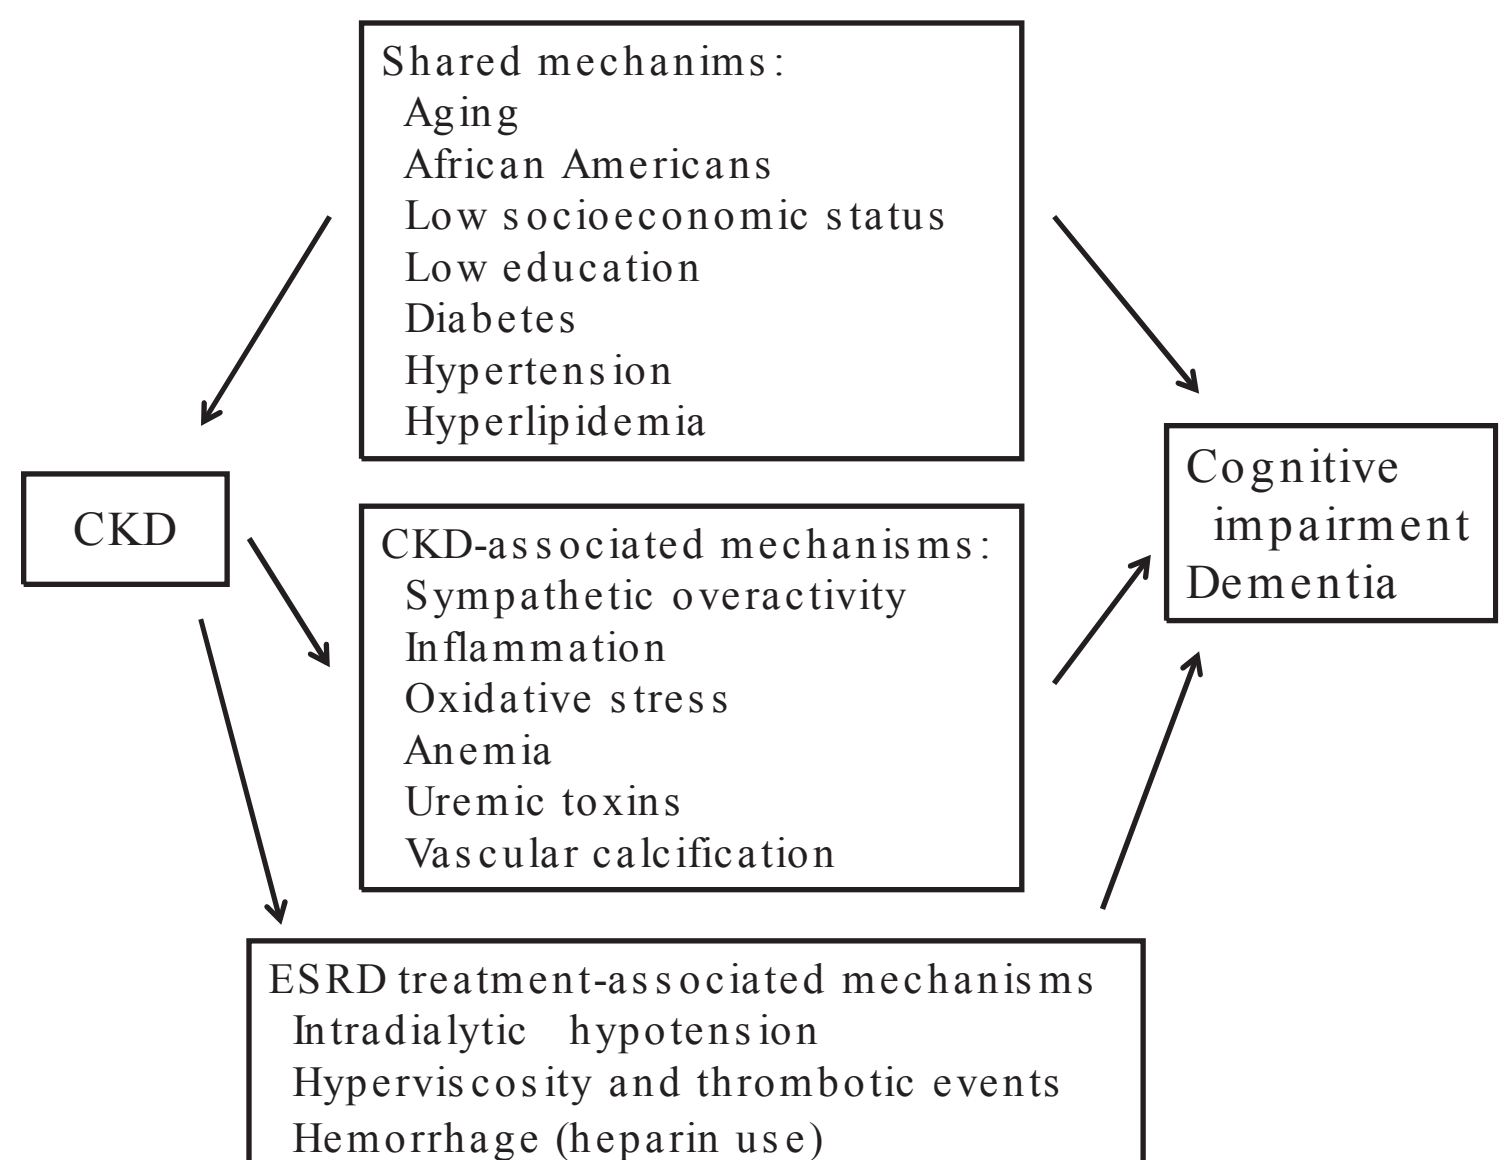 Shared mechanims:
Aging
African Americans
Low socioeconomic status
Low education
Diabetes
Hypertension
Hyperlipidemia
CKD
CKD-associated mechanisms:
Sympathetic overactivity
Inflammation
Oxidative stress
Anemia
Uremic toxins
Vascular calcification
Cognitive
impairment
Dementia
ESRD treatment-associated mechanisms
Intradialytic hypotension
Hyperviscosity and thrombotic events
Hemorrhage (heparin use)